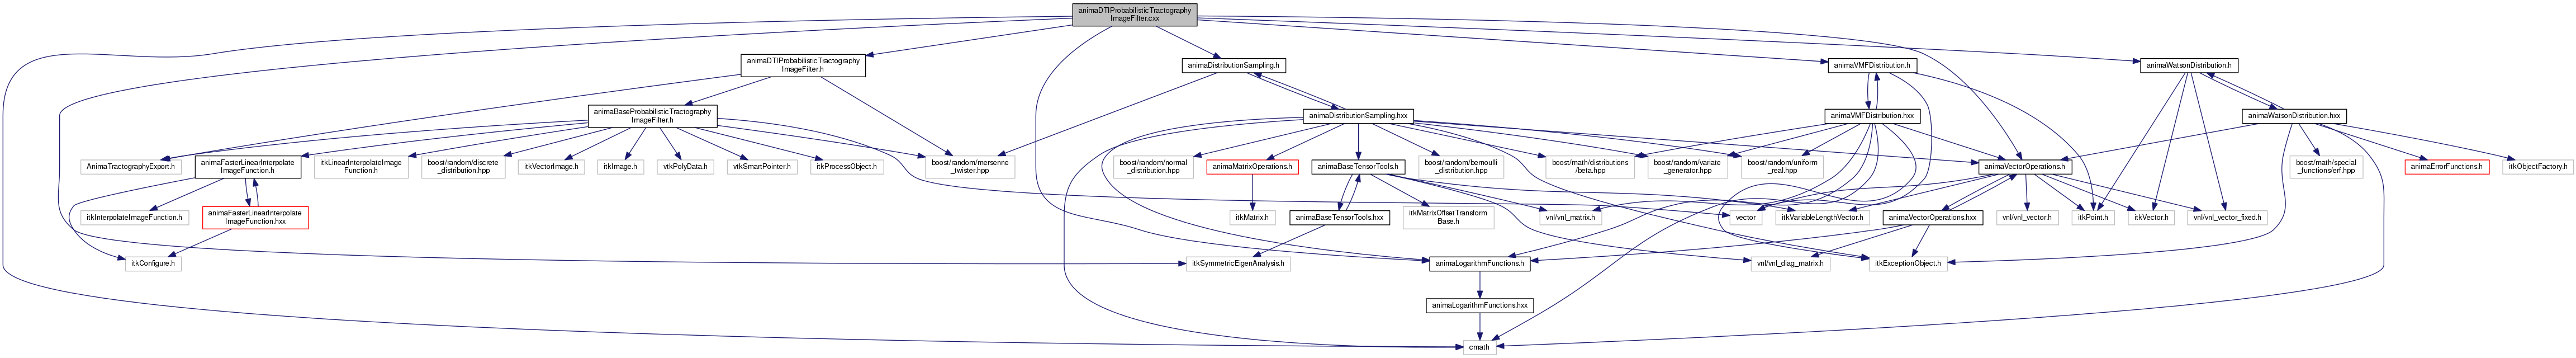 animaDTIProbabilisticTractography
ImageFilter.cxx
animaDTIProbabilisticTractography
ImageFilter.h
animaDistributionSampling.h
animaVMFDistribution.h
animaWatsonDistribution.h
animaBaseProbabilisticTractography
ImageFilter.h
animaDistributionSampling.hxx
animaVMFDistribution.hxx
animaWatsonDistribution.hxx
AnimaTractographyExport.h
animaFasterLinearInterpolate
ImageFunction.h
itkLinearInterpolateImage
Function.h
boost/random/discrete
_distribution.hpp
itkVectorImage.h
itkImage.h
vtkPolyData.h
vtkSmartPointer.h
itkProcessObject.h
boost/random/mersenne
_twister.hpp
boost/random/normal
_distribution.hpp
animaMatrixOperations.h
animaBaseTensorTools.h
boost/random/bernoulli
_distribution.hpp
boost/math/distributions
/beta.hpp
boost/random/variate
_generator.hpp
boost/random/uniform
_real.hpp
animaVectorOperations.h
boost/math/special
_functions/erf.hpp
animaErrorFunctions.h
itkObjectFactory.h
itkInterpolateImageFunction.h
animaFasterLinearInterpolate
ImageFunction.hxx
itkMatrix.h
animaBaseTensorTools.hxx
itkMatrixOffsetTransform
Base.h
vnl/vnl_matrix.h
vector
itkVariableLengthVector.h
animaVectorOperations.hxx
vnl/vnl_vector.h
itkPoint.h
itkVector.h
vnl/vnl_vector_fixed.h
itkConfigure.h
itkSymmetricEigenAnalysis.h
animaLogarithmFunctions.h
vnl/vnl_diag_matrix.h
itkExceptionObject.h
animaLogarithmFunctions.hxx
cmath